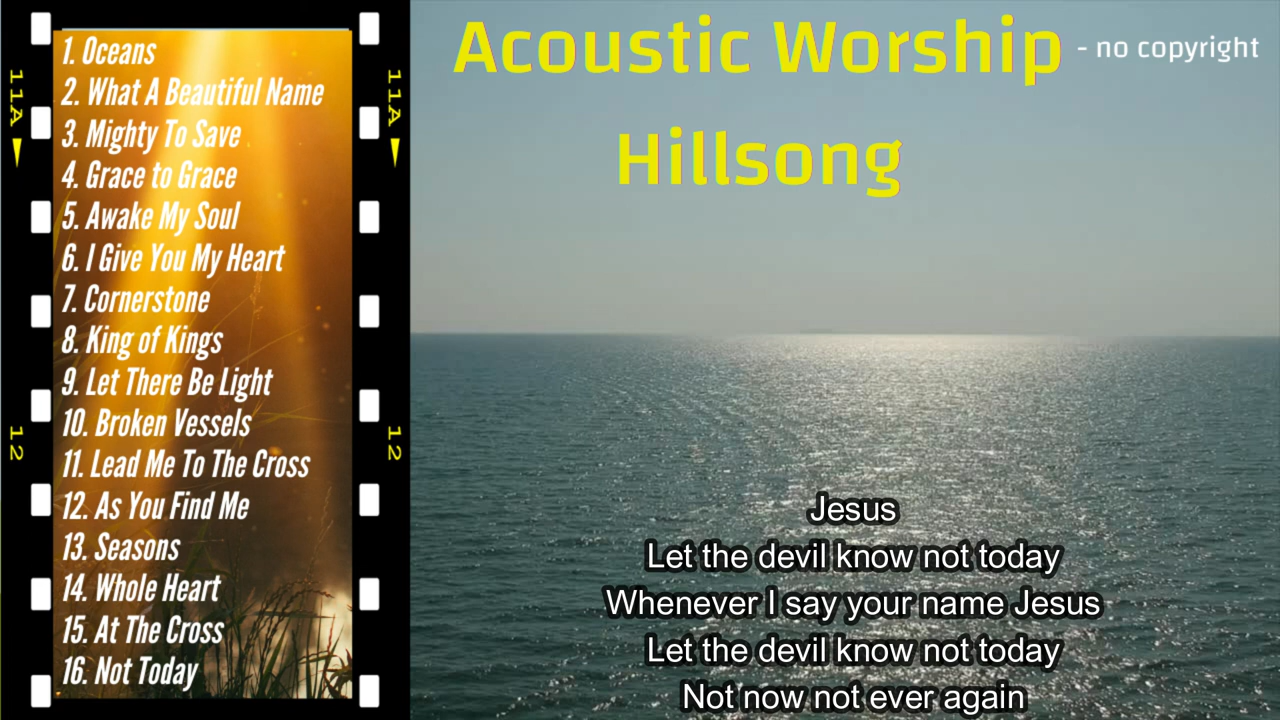 11A
12
1. Oceans
2. What A Beautiful Name
3. Mighty To Save
4. Grace to Grace
5. Awake My Soul
6. I Give You My Heart
7. Cornerstone
8. King of Kings
9. Let There Be Light
10. Broken Vessels
11. Lead Me To The Cross
12. As You Find Me
13. Seasons
14. Whole Heart
15. At The Cross
16. Not Today
11A
12
Acoustic Worship - no copyright
Hillsong
Jesus
Let the devil know not today
Whenever I say your name Jesus
Let the devil know not today
Not now not ever again